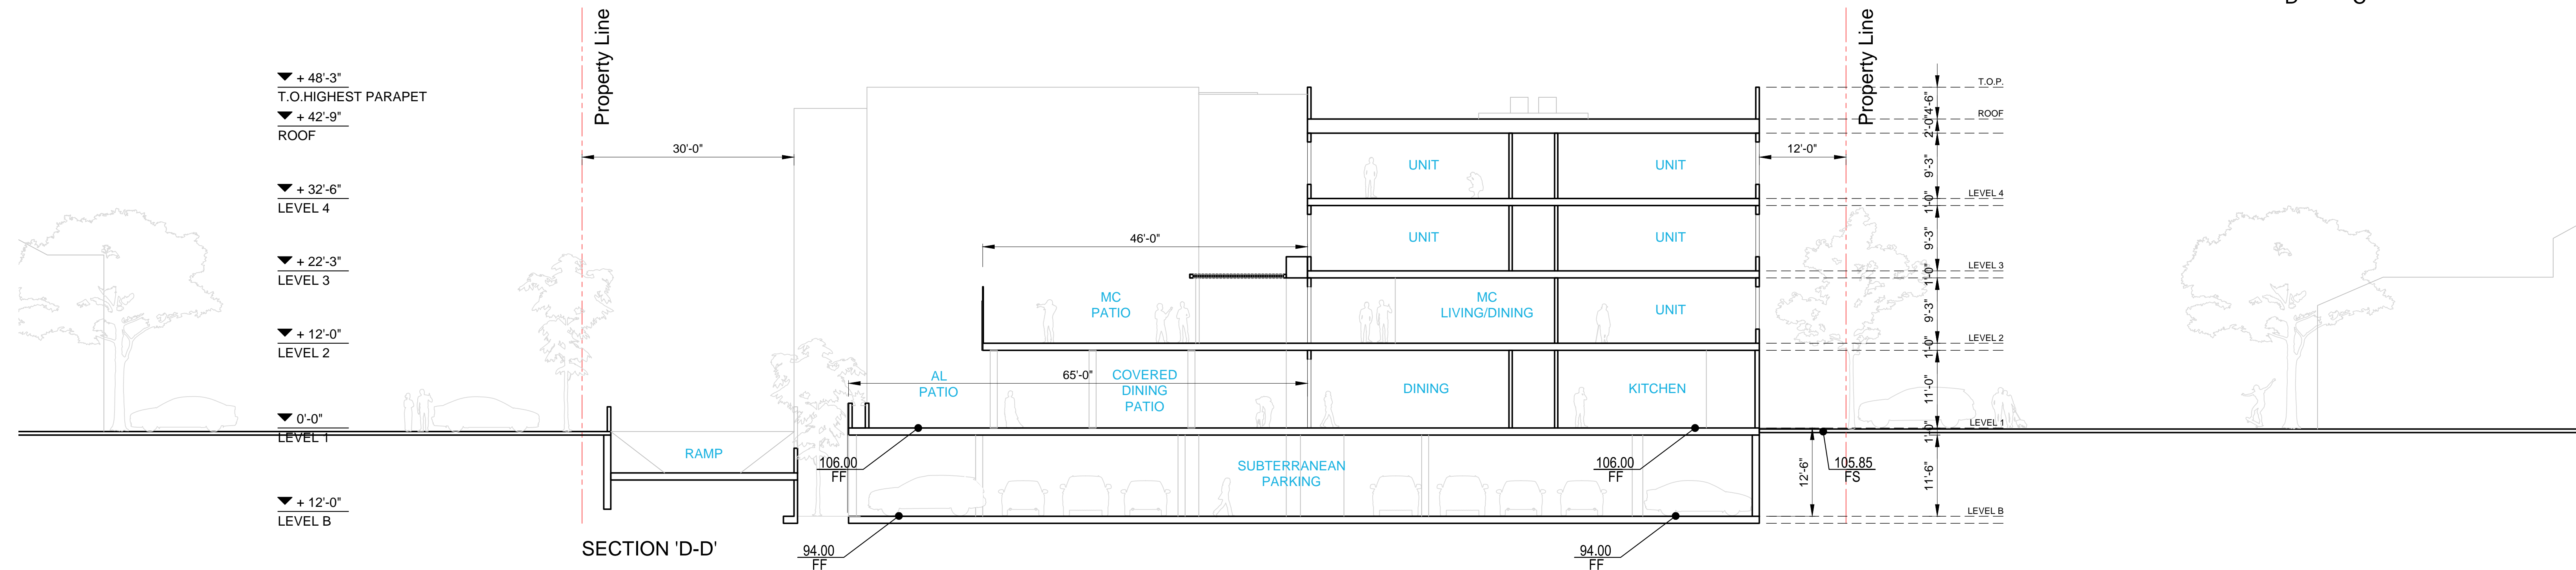 Property Line
Property Line
+ 48'-3"
T.O.HIGHEST PARAPET
+ 42'-9"
ROOF
+ 32'-6"
LEVEL 4
+ 22'-3"
LEVEL 3
+ 12'-0"
LEVEL 2
0'-0"
LEVEL 1
+ 12'-0"
LEVEL B
30'-0"
12'-0"
46'-0"
65'-0"
UNIT
UNIT
UNIT
UNIT
MC
PATIO
MC
LIVING/DINING
UNIT
AL
PATIO
COVERED
DINING
PATIO
DINING
KITCHEN
RAMP
SUBTERRANEAN
PARKING
106.00
FF
106.00
FF
105.85
FS
94.00
FF
94.00
FF
12'-6"
T.O.P.
4'-6"
ROOF
2'-0"
9'-3"
LEVEL 4
1'-0"
9'-3"
LEVEL 3
1'-0"
9'-3"
LEVEL 2
1'-0"
11'-0"
LEVEL 1
1'-0"
11'-6"
LEVEL B
SECTION 'D-D'